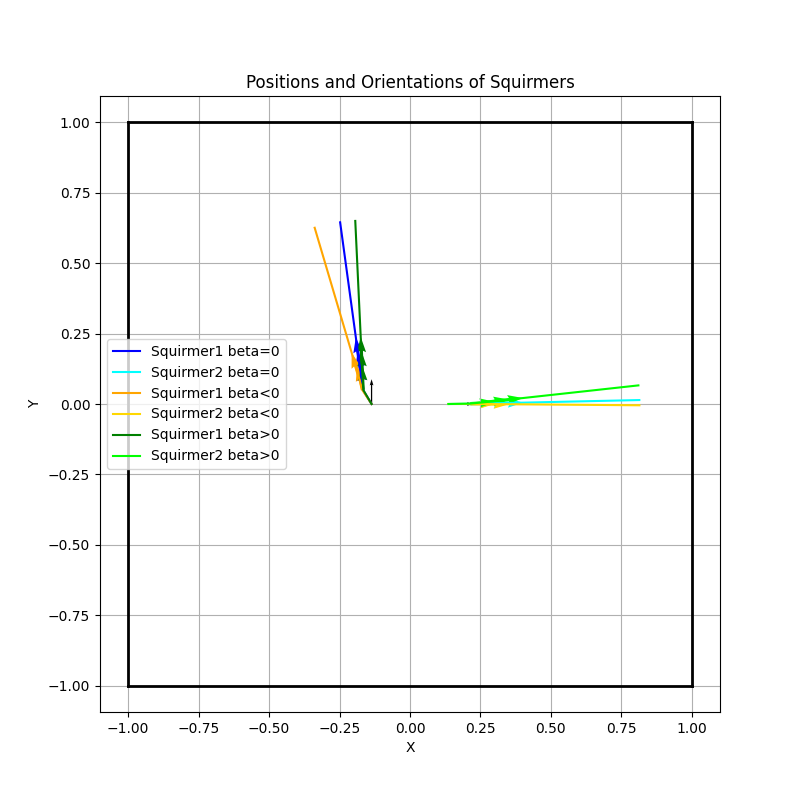 Positions and Orientations of Squirmers
1.00
0.75
0.50
0.25
0.00
−0.25
−0.50
−0.75
−1.00
Y
Squirmer1 beta=0
Squirmer2 beta=0
Squirmer1 beta<0
Squirmer2 beta<0
Squirmer1 beta>0
Squirmer2 beta>0
−1.00 −0.75 −0.50 −0.25 0.00 0.25 0.50 0.75 1.00
X